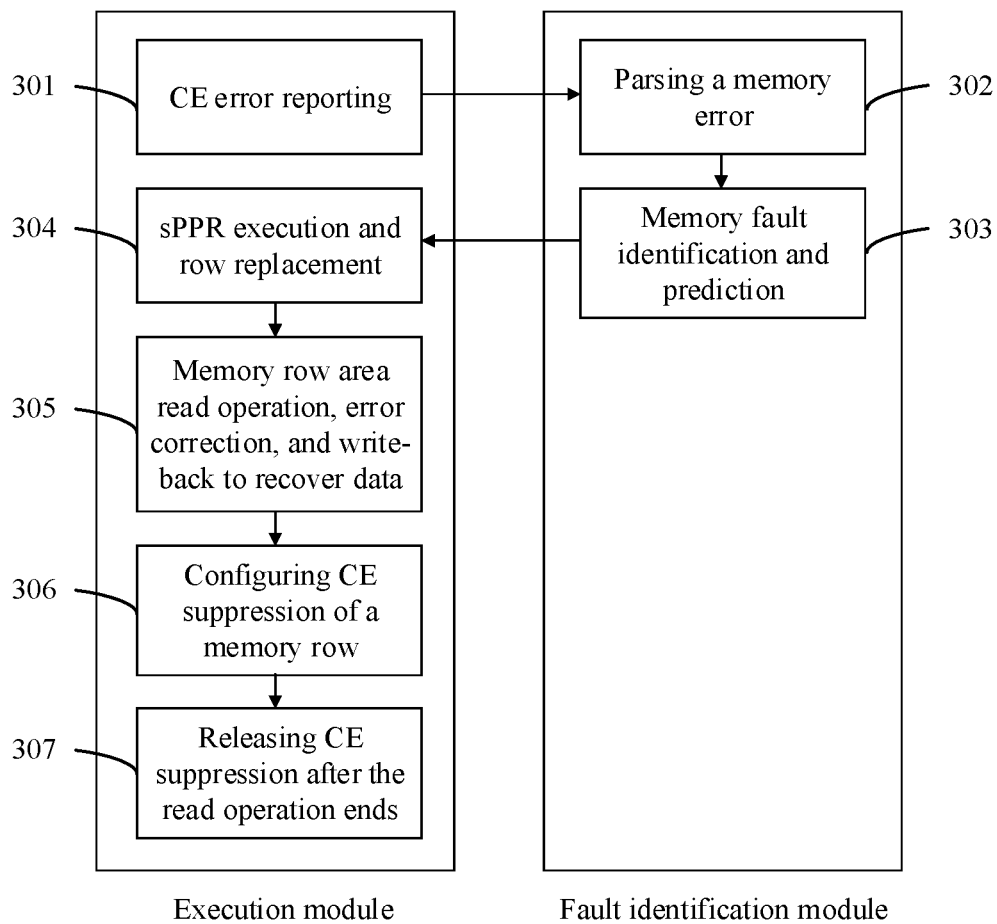 301
CE error reporting
Parsing a memory
error
302
304
sPPR execution and
row replacement
Memory fault
identification and
prediction
303
305
Memory row area
read operation, error
correction, and write-
back to recover data
306
Configuring CE
suppression of a
memory row
307
Releasing CE
suppression after the
read operation ends
Execution module
Fault identification module